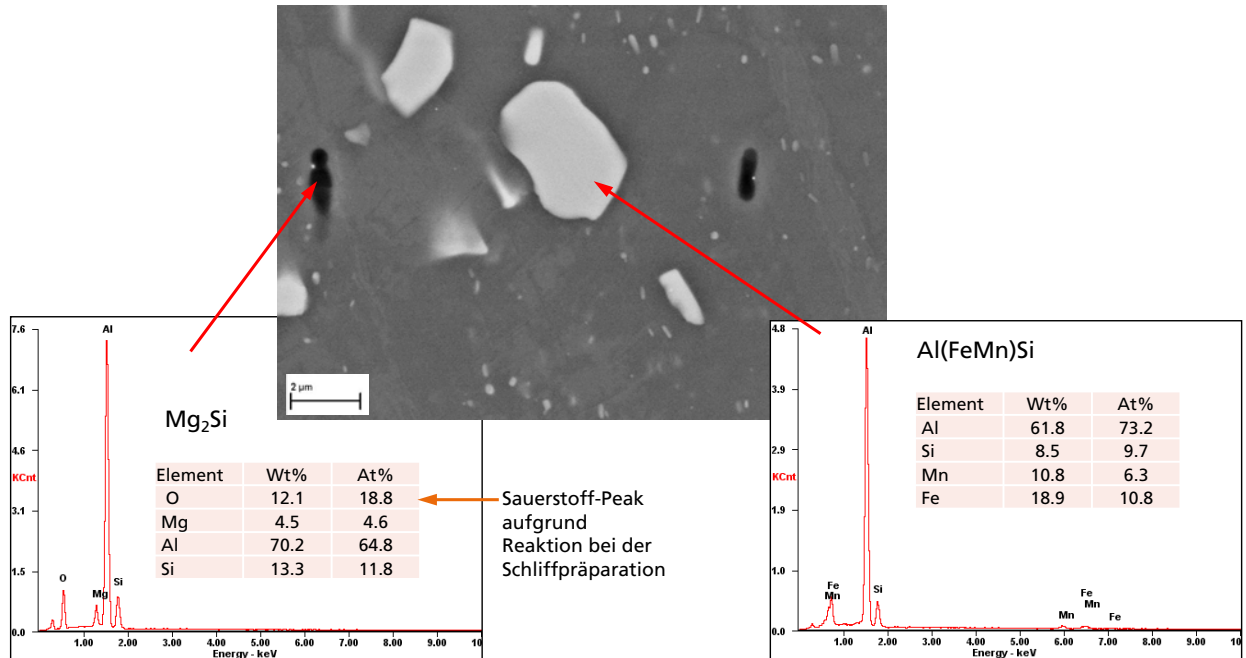 2 µm
7.6
6.1
4.6
KCnt
3.1
1.5
0.0
Al
O
Mg
Si
1.00 2.00 3.00 4.00 5.00 6.00 7.00 8.00 9.00 10
Energy - keV
Mg₂Si
Element Wt% At%
O 12.1 18.8
Mg 4.5 4.6
Al 70.2 64.8
Si 13.3 11.8
Sauerstoff-Peak
aufgrund
Reaktion bei der
Schliffpräparation
4.8
3.9
2.9
KCnt
1.9
1.0
0.0
Al
Fe
Mn
Si
Mn
Fe
Mn
Fe
1.00 2.00 3.00 4.00 5.00 6.00 7.00 8.00 9.00 10
Energy - keV
Al(FeMn)Si
Element Wt% At%
Al 61.8 73.2
Si 8.5 9.7
Mn 10.8 6.3
Fe 18.9 10.8